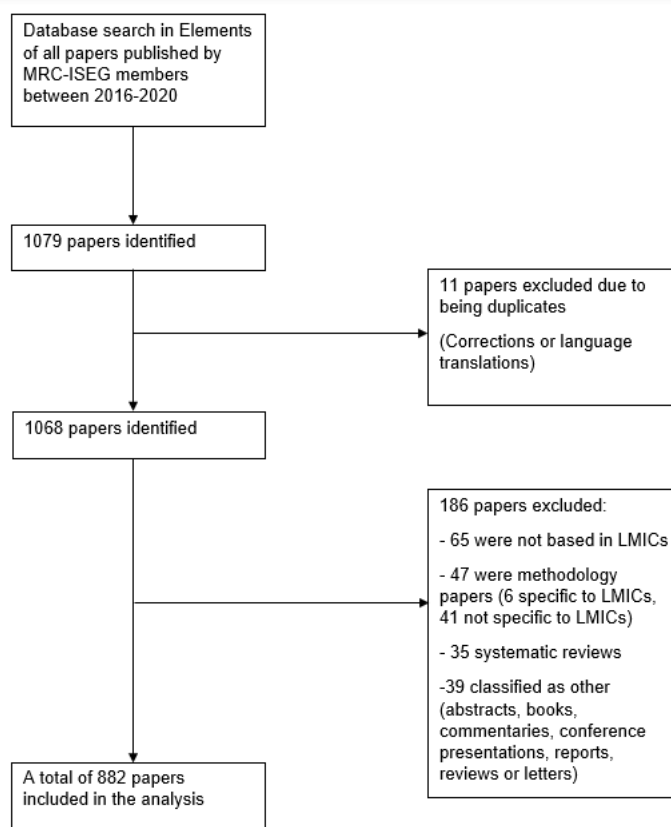 Database search in Elements
of all papers published by
MRC-ISEG members
between 2016-2020
1079 papers identified
11 papers excluded due to
being duplicates
(Corrections or language
translations)
1068 papers identified
186 papers excluded:
- 65 were not based in LMICs
- 47 were methodology
papers (6 specific to LMICs,
41 not specific to LMICs)
- 35 systematic reviews
-39 classified as other
(abstracts, books,
commentaries, conference
presentations, reports,
reviews or letters)
A total of 882 papers
included in the analysis